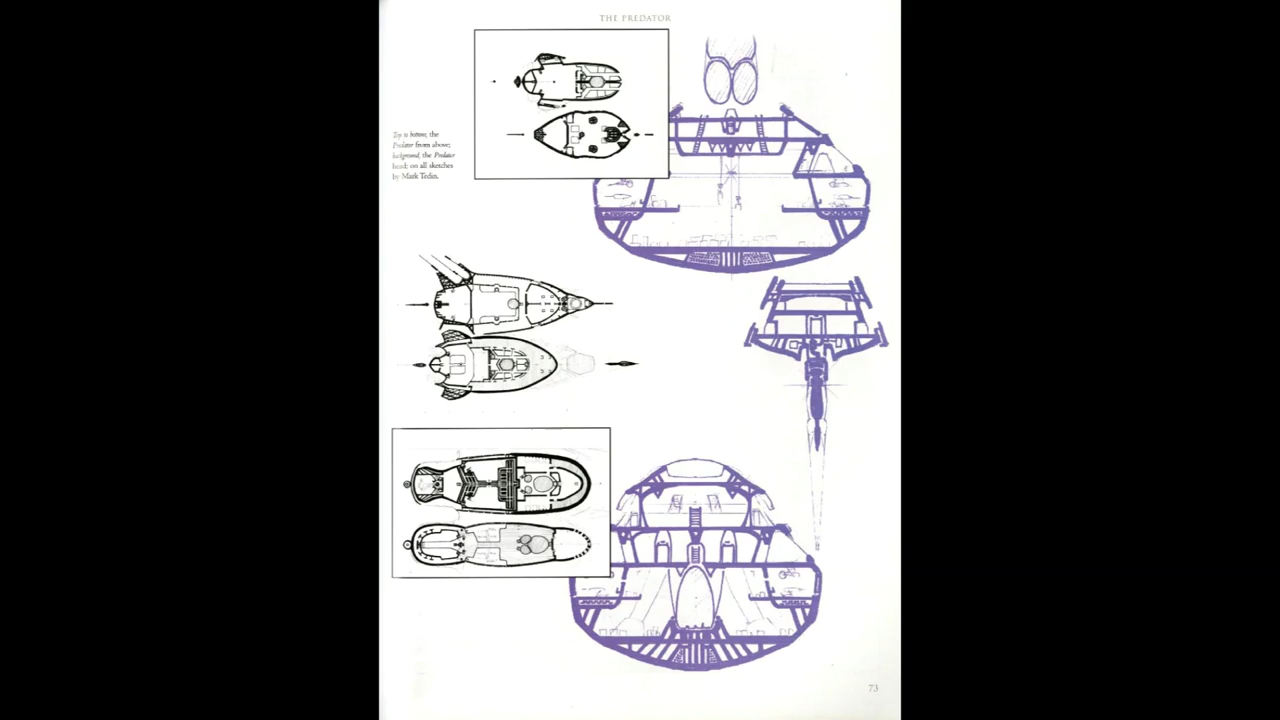 THE PREDATOR
Top to bottom, the
Predator from above;
background, the Predator
head; on all sketches
by Mark Tedin.
73